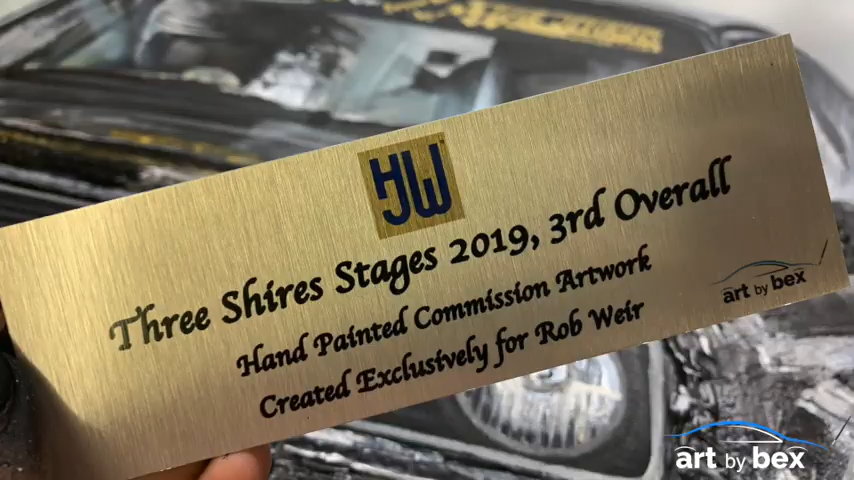 HJW
Three Shires Stages 2019, 3rd Overall
Hand Painted Commission Artwork
Created Exclusively for Rob Weir
art by bex
art by bex